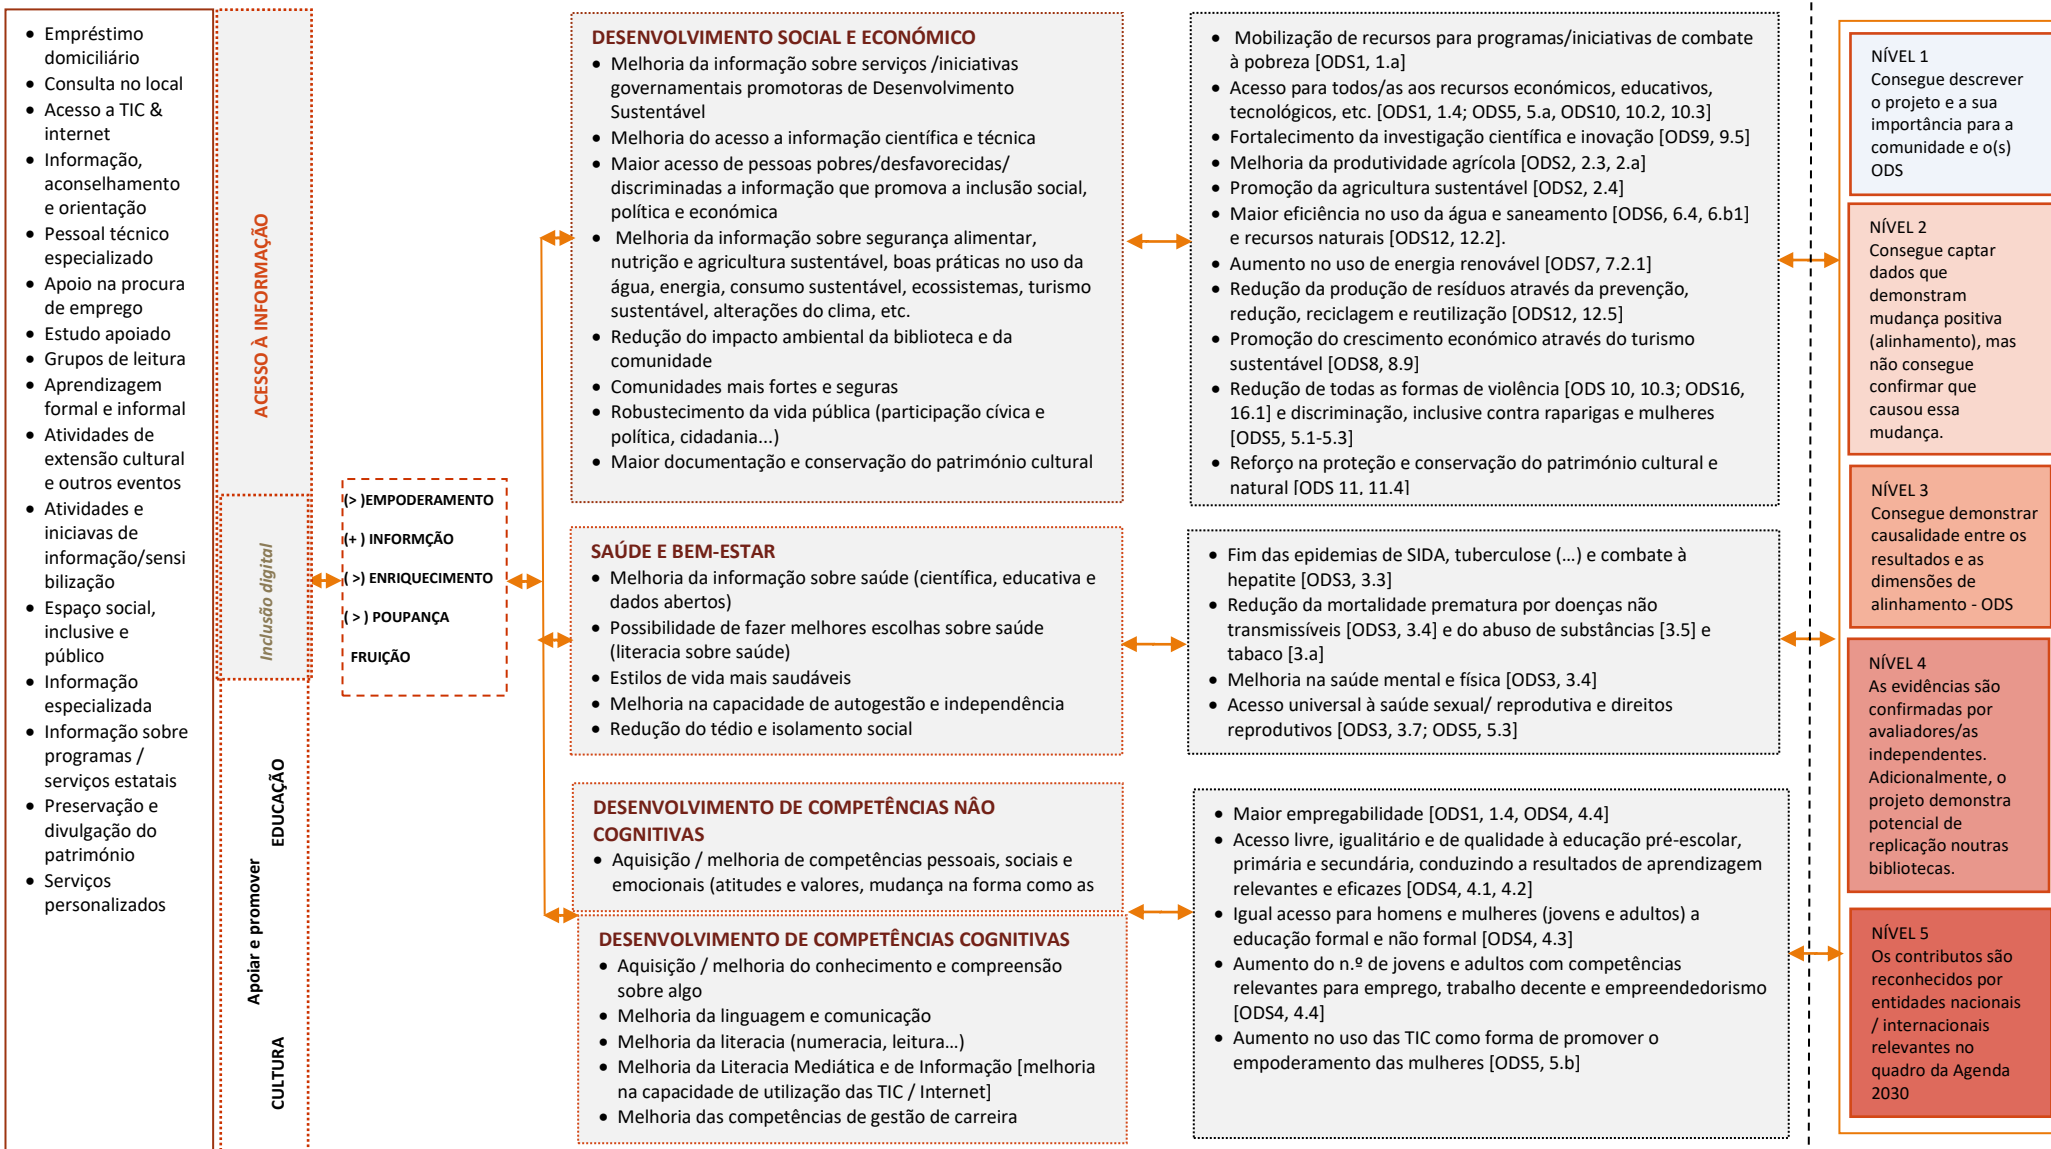 • Empréstimo
domiciliário
• Consulta no local
• Acesso a TIC &
internet
• Informação,
aconselhamento
e orientação
• Pessoal técnico
especializado
• Apoio na procura
de emprego
• Estudo apoiado
• Grupos de leitura
• Aprendizagem
formal e informal
• Atividades de
extensão cultural
e outros eventos
• Atividades e
iniciavas de
informação/sensi
bilização
• Espaço social,
inclusive e
público
• Informação
especializada
• Informação sobre
programas /
serviços estatais
• Preservação e
divulgação do
património
• Serviços
personalizados
ACESSO À INFORMAÇÃO
Inclusão digital
Apoiar e promover
EDUCAÇÃO
CULTURA
(> )EMPODERAMENTO
(+ ) INFORMÇÃO
( >) ENRIQUECIMENTO
( > ) POUPANÇA
FRUIÇÃO
DESENVOLVIMENTO SOCIAL E ECONÓMICO
• Melhoria da informação sobre serviços /iniciativas
governamentais promotoras de Desenvolvimento
Sustentável
• Melhoria do acesso a informação científica e técnica
• Maior acesso de pessoas pobres/desfavorecidas/
discriminadas a informação que promova a inclusão social,
política e económica
• Melhoria da informação sobre segurança alimentar,
nutrição e agricultura sustentável, boas práticas no uso da
água, energia, consumo sustentável, ecossistemas, turismo
sustentável, alterações do clima, etc.
• Redução do impacto ambiental da biblioteca e da
comunidade
• Comunidades mais fortes e seguras
• Robustecimento da vida pública (participação cívica e
política, cidadania...)
• Maior documentação e conservação do património cultural
SAÚDE E BEM-ESTAR
• Melhoria da informação sobre saúde (científica, educativa e
dados abertos)
• Possibilidade de fazer melhores escolhas sobre saúde
(literacia sobre saúde)
• Estilos de vida mais saudáveis
• Melhoria na capacidade de autogestão e independência
• Redução do tédio e isolamento social
DESENVOLVIMENTO DE COMPETÊNCIAS NÂO
COGNITIVAS
• Aquisição / melhoria de competências pessoais, sociais e
emocionais (atitudes e valores, mudança na forma como as
DESENVOLVIMENTO DE COMPETÊNCIAS COGNITIVAS
• Aquisição / melhoria do conhecimento e compreensão
sobre algo
• Melhoria da linguagem e comunicação
• Melhoria da literacia (numeracia, leitura…)
• Melhoria da Literacia Mediática e de Informação [melhoria
na capacidade de utilização das TIC / Internet]
• Melhoria das competências de gestão de carreira
• Mobilização de recursos para programas/iniciativas de combate
à pobreza [ODS1, 1.a]
• Acesso para todos/as aos recursos económicos, educativos,
tecnológicos, etc. [ODS1, 1.4; ODS5, 5.a, ODS10, 10.2, 10.3]
• Fortalecimento da investigação científica e inovação [ODS9, 9.5]
• Melhoria da produtividade agrícola [ODS2, 2.3, 2.a]
• Promoção da agricultura sustentável [ODS2, 2.4]
• Maior eficiência no uso da água e saneamento [ODS6, 6.4, 6.b1]
e recursos naturais [ODS12, 12.2].
• Aumento no uso de energia renovável [ODS7, 7.2.1]
• Redução da produção de resíduos através da prevenção,
redução, reciclagem e reutilização [ODS12, 12.5]
• Promoção do crescimento económico através do turismo
sustentável [ODS8, 8.9]
• Redução de todas as formas de violência [ODS 10, 10.3; ODS16,
16.1] e discriminação, inclusive contra raparigas e mulheres
[ODS5, 5.1-5.3]
• Reforço na proteção e conservação do património cultural e
natural [ODS 11, 11.4]
• Fim das epidemias de SIDA, tuberculose (…) e combate à
hepatite [ODS3, 3.3]
• Redução da mortalidade prematura por doenças não
transmissíveis [ODS3, 3.4] e do abuso de substâncias [3.5] e
tabaco [3.a]
• Melhoria na saúde mental e física [ODS3, 3.4]
• Acesso universal à saúde sexual/ reprodutiva e direitos
reprodutivos [ODS3, 3.7; ODS5, 5.3]
• Maior empregabilidade [ODS1, 1.4, ODS4, 4.4]
• Acesso livre, igualitário e de qualidade à educação pré-escolar,
primária e secundária, conduzindo a resultados de aprendizagem
relevantes e eficazes [ODS4, 4.1, 4.2]
• Igual acesso para homens e mulheres (jovens e adultos) a
educação formal e não formal [ODS4, 4.3]
• Aumento do n.º de jovens e adultos com competências
relevantes para emprego, trabalho decente e empreendedorismo
[ODS4, 4.4]
• Aumento no uso das TIC como forma de promover o
empoderamento das mulheres [ODS5, 5.b]
NÍVEL 1
Consegue descrever
o projeto e a sua
importância para a
comunidade e o(s)
ODS
NÍVEL 2
Consegue captar
dados que
demonstram
mudança positiva
(alinhamento), mas
não consegue
confirmar que
causou essa
mudança.
NÍVEL 3
Consegue demonstrar
causalidade entre os
resultados e as
dimensões de
alinhamento - ODS
NÍVEL 4
As evidências são
confirmadas por
avaliadores/as
independentes.
Adicionalmente, o
projeto demonstra
potencial de
replicação noutras
bibliotecas.
NÍVEL 5
Os contributos são
reconhecidos por
entidades nacionais
/ internacionais
relevantes no
quadro da Agenda
2030